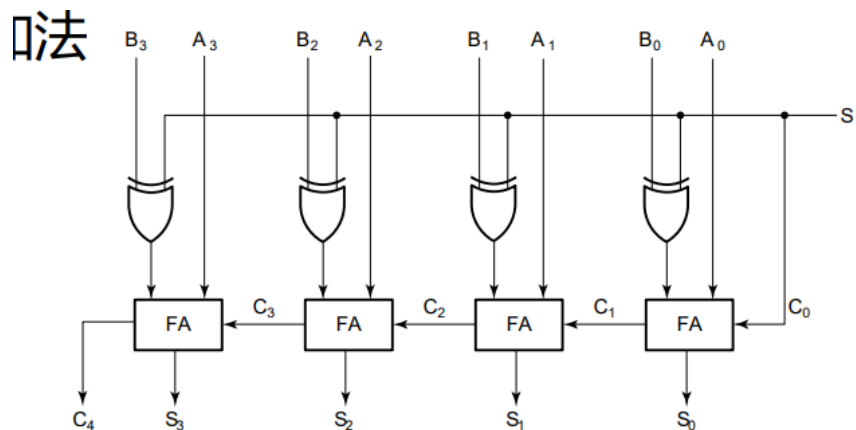 法
B3 A3 B2 A2 B1 A1 B0 A0
S
FA C3 FA C2 FA C1 FA C0
C4 S3 S2 S1 S0